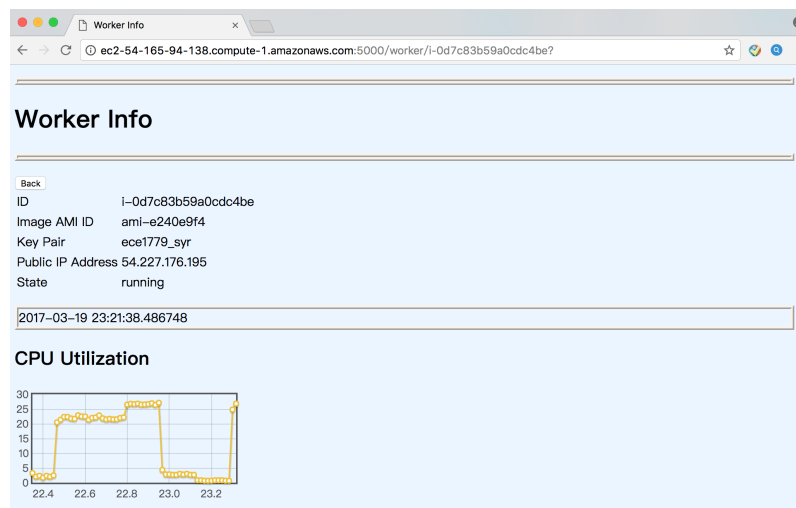 Worker Info
ec2-54-165-94-138.compute-1.amazonaws.com:5000/worker/i-0d7c83b59a0cdc4be?
Worker Info
Back
ID i-0d7c83b59a0cdc4be
Image AMI ID ami-e240e9f4
Key Pair ece1779_syr
Public IP Address 54.227.176.195
State running
2017-03-19 23:21:38.486748
CPU Utilization
30
25
20
15
10
5
0
22.4 22.6 22.8 23.0 23.2